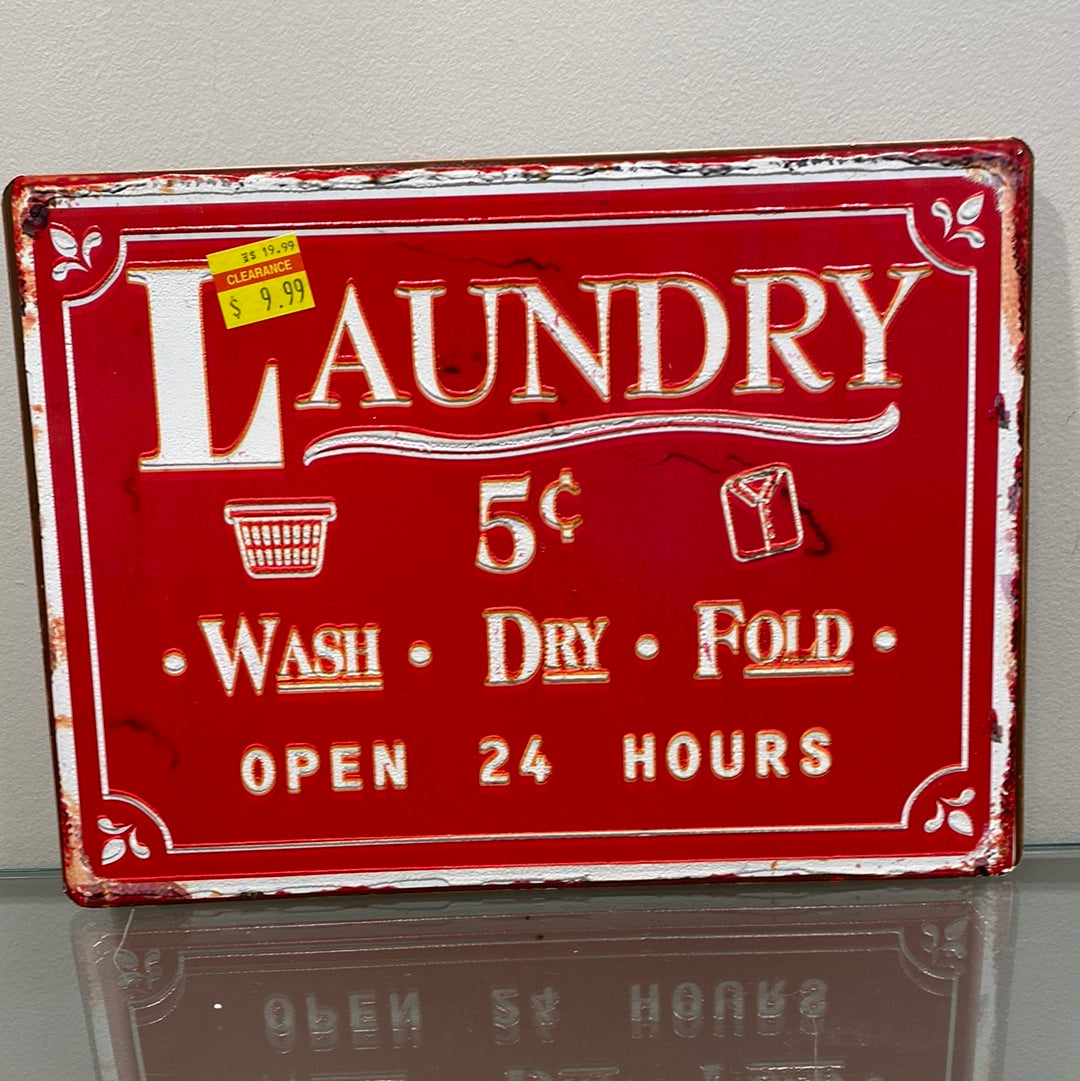 $ 19.99
CLEARANCE
$ 9.99
LAUNDRY
5¢
· WASH · DRY · FOLD ·
OPEN 24 HOURS